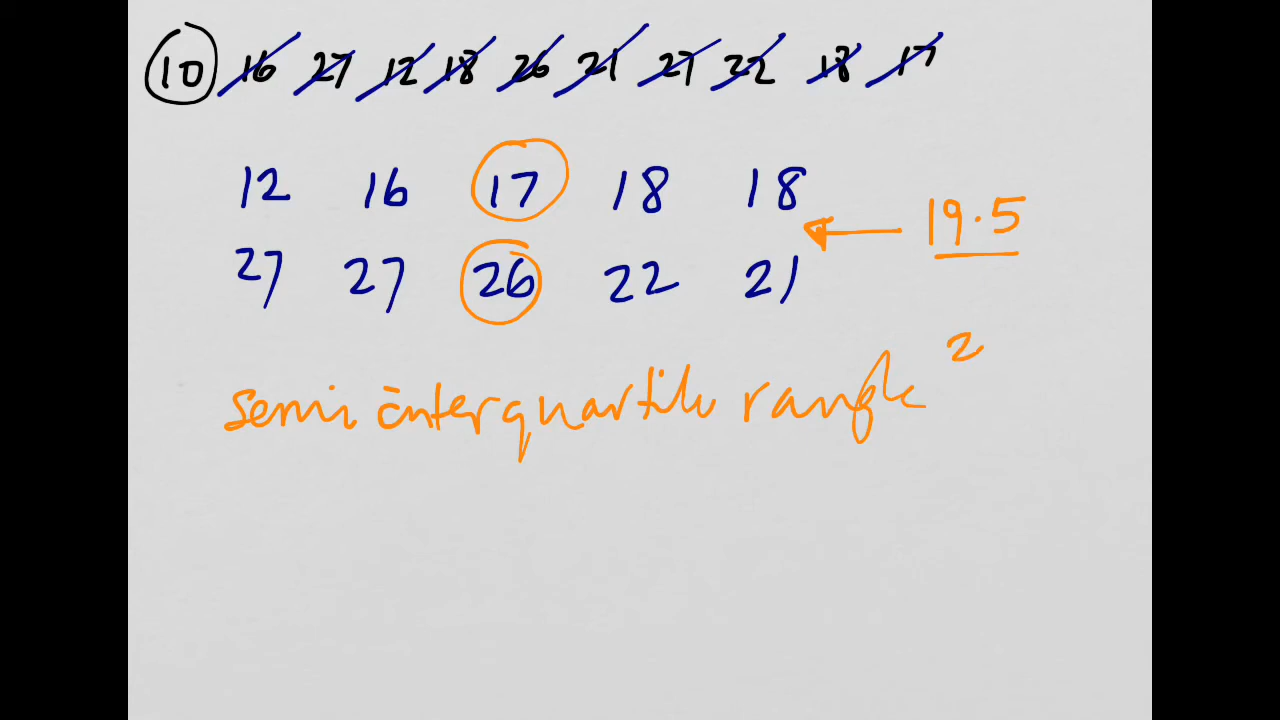 10 16 27 12 18 26 21 27 22 18 17
12 16 17 18 18
19.5
27 27 26 22 21
2
semi interquartile range